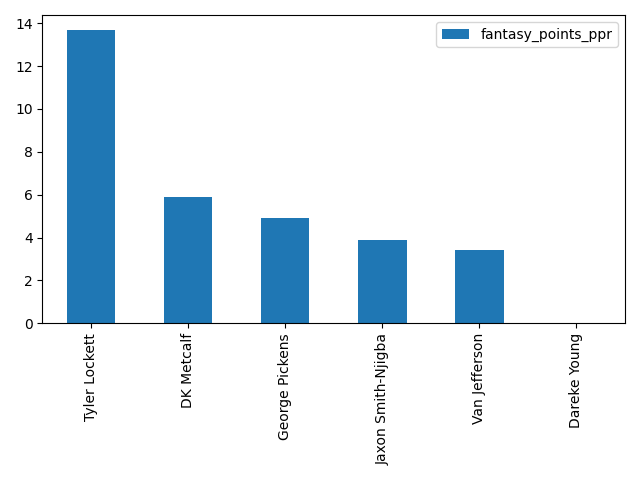 fantasy_points_ppr
14
12
10
8
6
4
2
0
Tyler Lockett
DK Metcalf
George Pickens
Jaxon Smith-Njigba
Van Jefferson
Dareke Young